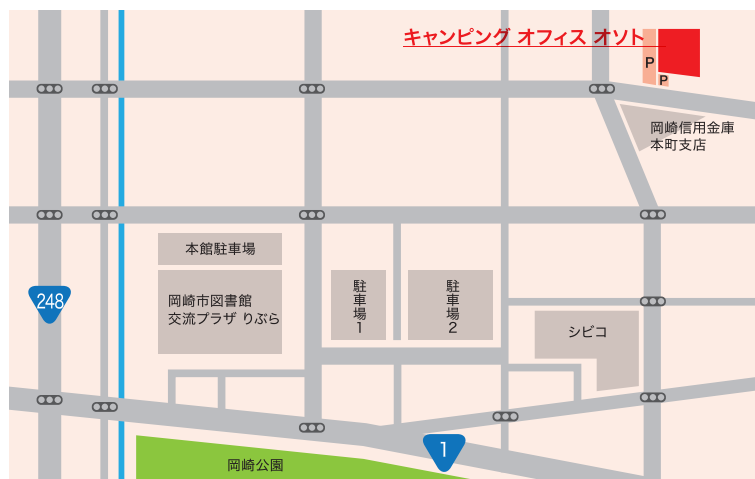 キャンピング オフィス オソト
P
P
岡崎信用金庫
本町支店
本館駐車場
248
岡崎市図書館
交流プラザ りぶら
駐車場1
駐車場2
シビコ
1
岡崎公園